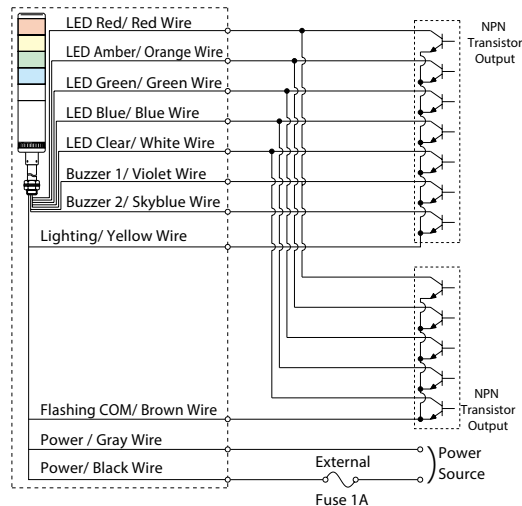 LED Red/ Red Wire
LED Amber/ Orange Wire
LED Green/ Green Wire
LED Blue/ Blue Wire
LED Clear/ White Wire
Buzzer 1/ Violet Wire
Buzzer 2/ Skyblue Wire
Lighting/ Yellow Wire
NPN
Transistor
Output
Flashing COM/ Brown Wire
Power / Gray Wire
Power/ Black Wire
NPN
Transistor
Output
External
Fuse 1A
Power
Source